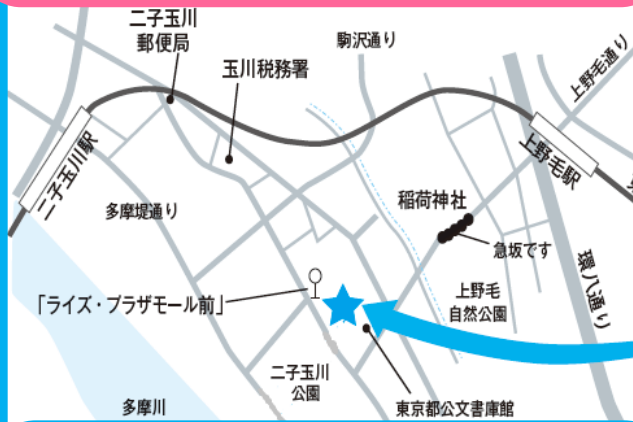 二子玉川
郵便局
駒沢通り
上野毛通り
玉川税務署
上野毛駅
二子玉川駅
稲荷神社
多摩堤通り
急坂です
環八通り
「ライズ・プラザモール前」
上野毛
自然公園
二子玉川
公園
多摩川
東京都公文書庫館